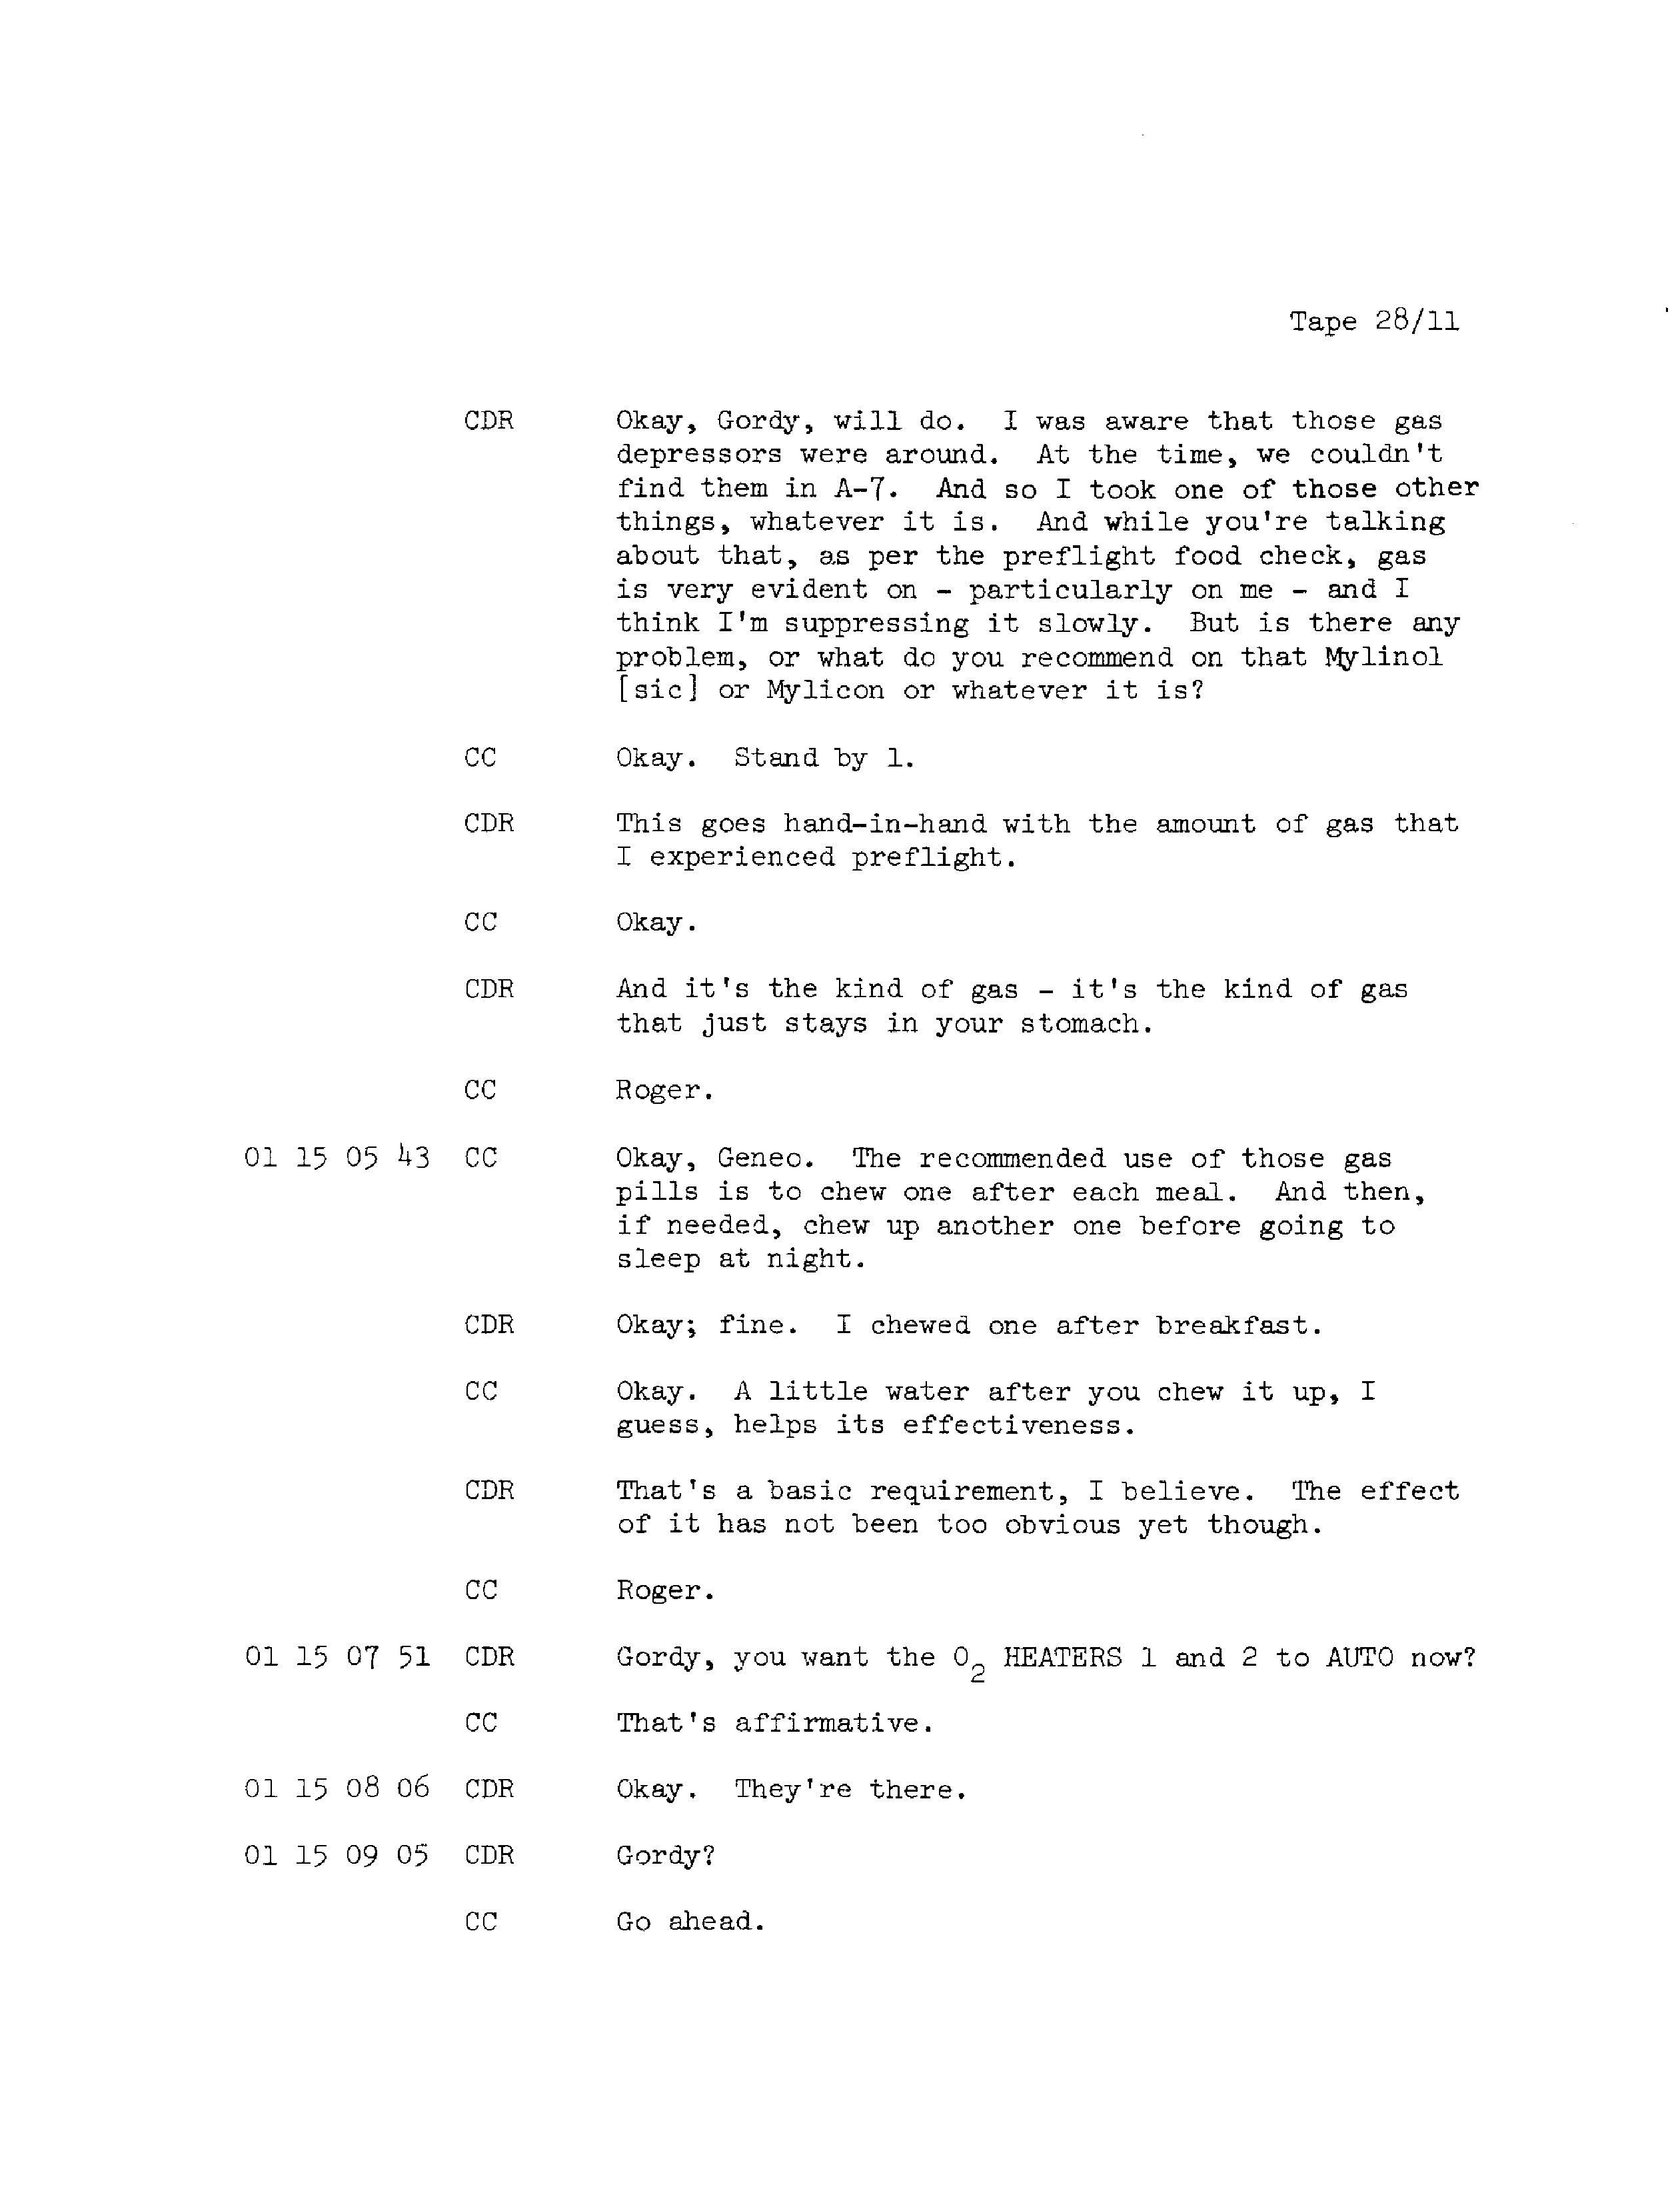 Tape 28/11
CDR Okay, Gordy, will do. I was aware that those gas
depressors were around. At the time, we couldn't
find them in A-7. And so I took one of those other
things, whatever it is. And while you're talking
about that, as per the preflight food check, gas
is very evident on - particularly on me - and I
think I'm suppressing it slowly. But is there any
problem, or what do you recommend on that Mylinol
[sic] or Mylicon or whatever it is?
CC Okay. Stand by 1.
CDR This goes hand-in-hand with the amount of gas that
I experienced preflight.
CC Okay.
CDR And it's the kind of gas - it's the kind of gas
that just stays in your stomach.
CC Roger.
01 15 05 43 CC Okay, Geneo. The recommended use of those gas
pills is to chew one after each meal. And then,
if needed, chew up another one before going to
sleep at night.
CDR Okay; fine. I chewed one after breakfast.
CC Okay. A little water after you chew it up, I
guess, helps its effectiveness.
CDR That's a basic requirement, I believe. The effect
of it has not been too obvious yet though.
CC Roger.
01 15 07 51 CDR Gordy, you want the O2 HEATERS 1 and 2 to AUTO now?
CC That's affirmative.
01 15 08 06 CDR Okay. They're there.
01 15 09 05 CDR Gordy?
CC Go ahead.